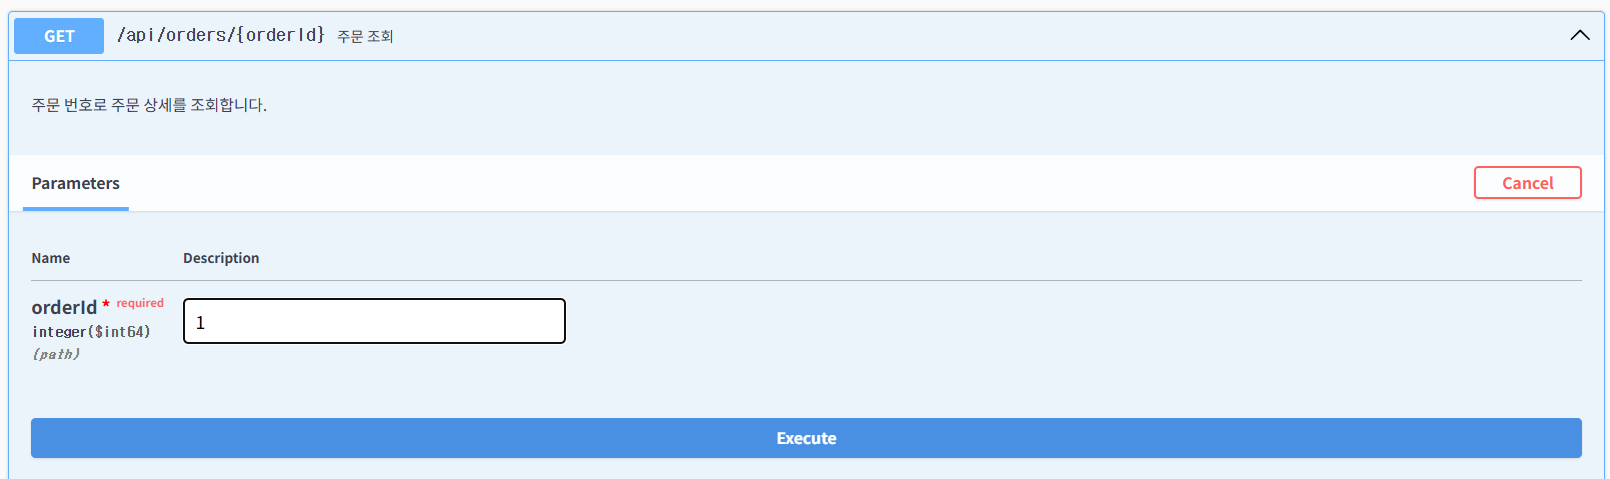 GET /api/orders/{orderId} 주문 조회
주문 번호로 주문 상세를 조회합니다.
Parameters Cancel
Name Description
orderId * required
integer($int64)
(path)
1
Execute